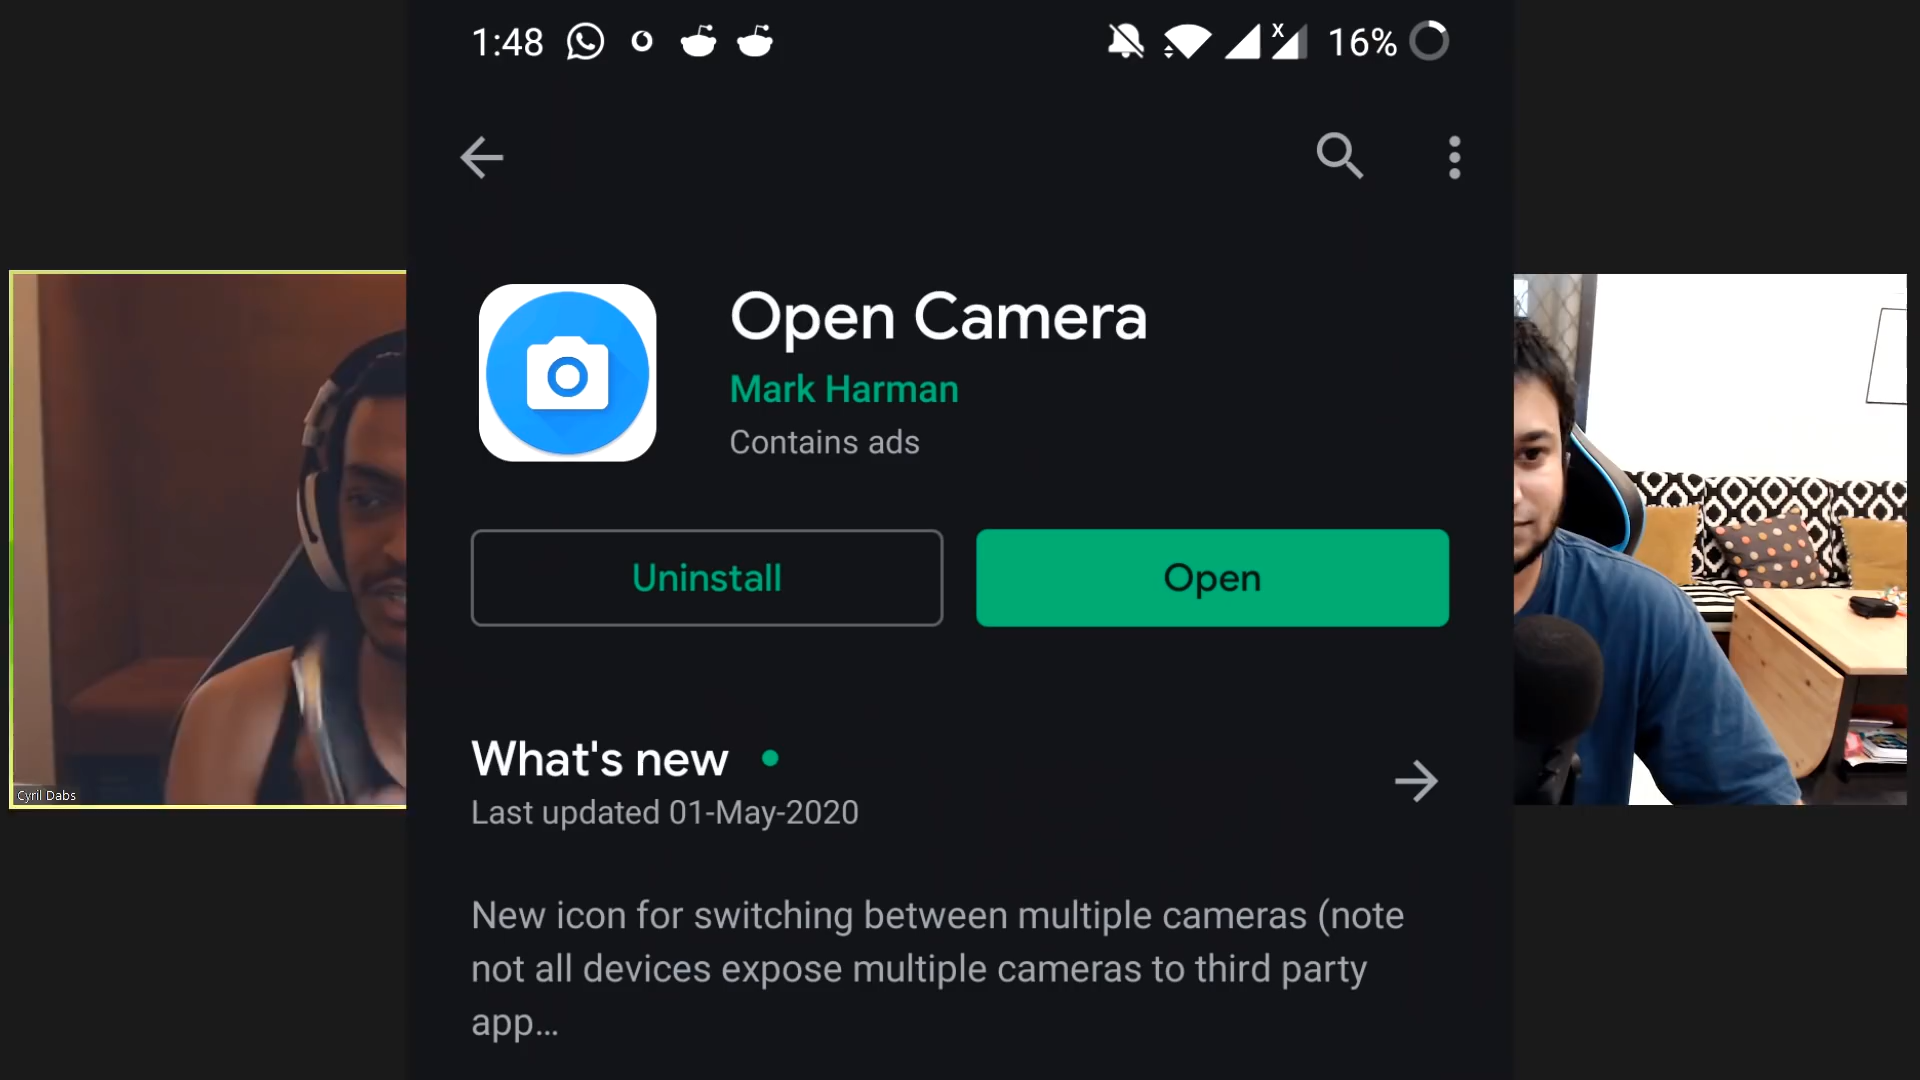 1:48
x
16%
Open Camera
Mark Harman
Contains ads
Uninstall
Open
What's new
Last updated 01-May-2020
New icon for switching between multiple cameras (note
not all devices expose multiple cameras to third party
app...
Cyril Dabs